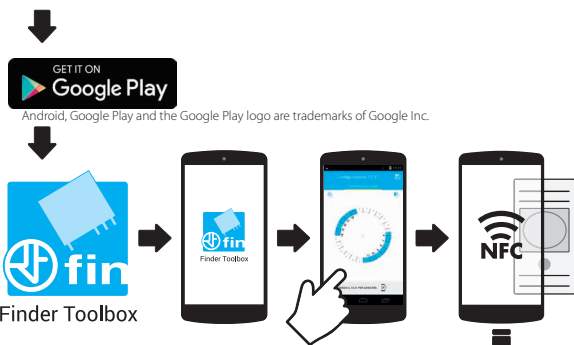 GET IT ON
Google Play
Android, Google Play and the Google Play logo are trademarks of Google Inc.
fin
Finder Toolbox
fin
Finder Toolbox
NFC